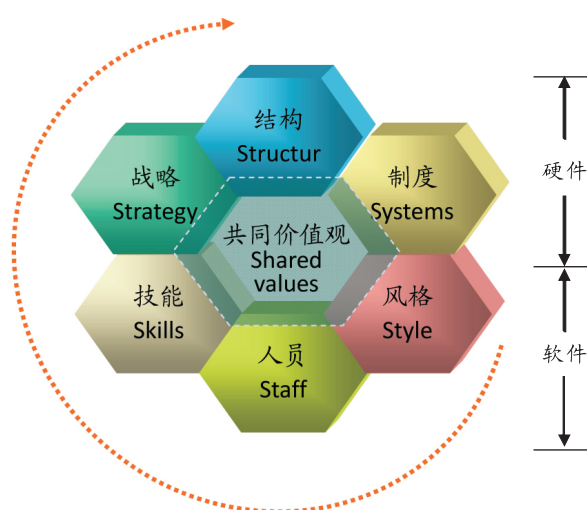 结构
Structur
战略
Strategy
制度
Systems
共同价值观
Shared
values
技能
Skills
风格
Style
人员
Staff
硬件
软件